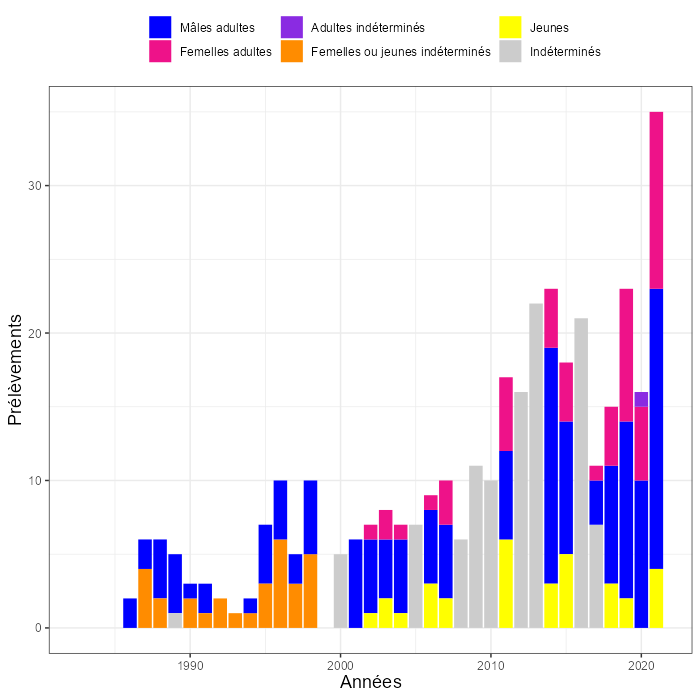 Mâles adultes
Adultes indéterminés
Jeunes
Femelles adultes
Femelles ou jeunes indéterminés
Indéterminés
30
20
10
0
Prélèvements
1990
2000
2010
2020
Années